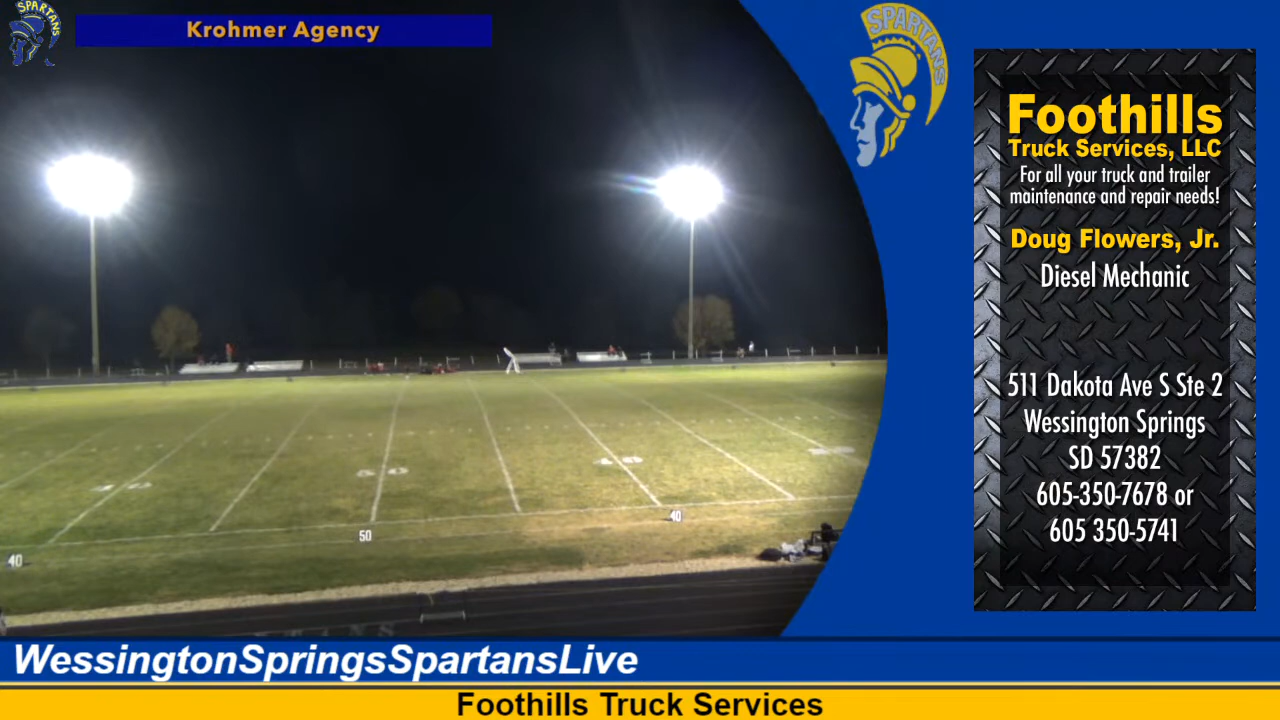 SPARTANS
Krohmer Agency
SPARTANS
Foothills
Truck Services, LLC
For all your truck and trailer
maintenance and repair needs!
Doug Flowers, Jr.
Diesel Mechanic
511 Dakota Ave S Ste 2
Wessington Springs
SD 57382
605-350-7678 or
605 350-5741
50
40
40
50
40
WessingtonSpringsSpartansLive
Foothills Truck Services